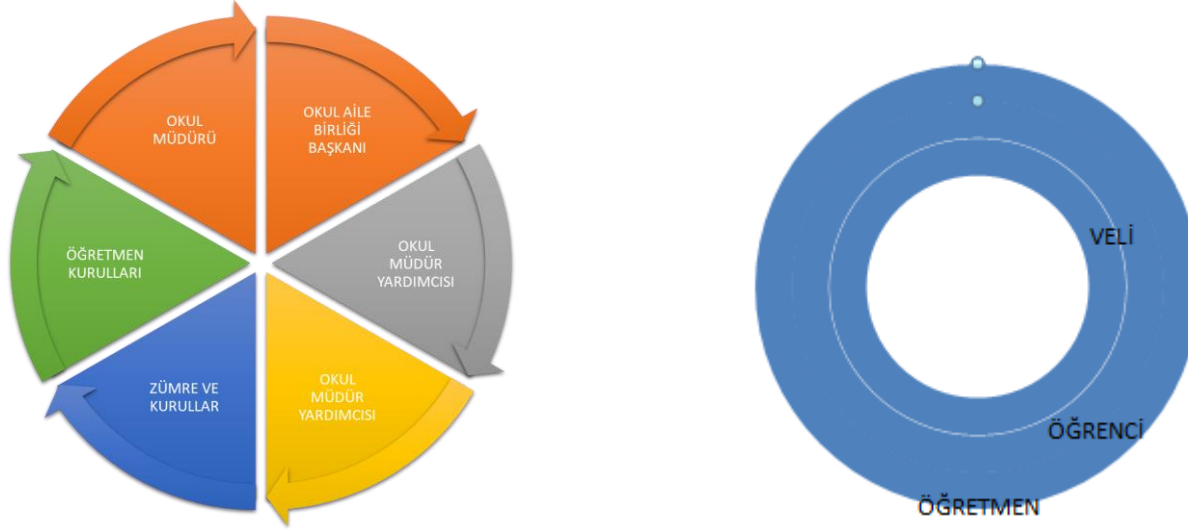 OKUL
MÜDÜRÜ
OKUL AİLE
BİRLİĞİ
BAŞKANI
OKUL
MÜDÜR
YARDIMCISI
OKUL
MÜDÜR
YARDIMCISI
ZÜMRE VE
KURULLAR
ÖĞRETMEN
KURULLARI
VELİ
ÖĞRENCİ
ÖĞRETMEN